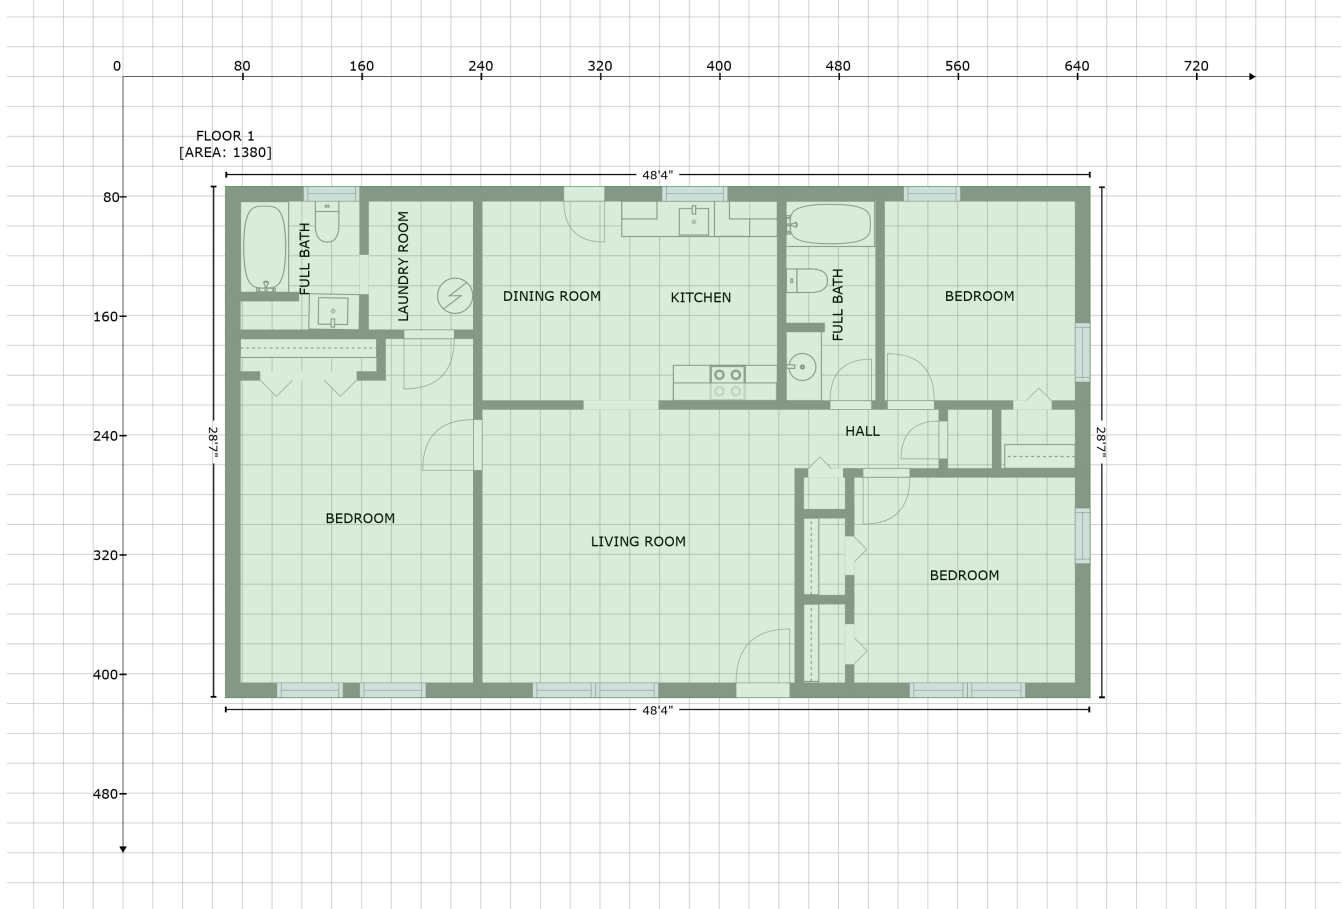 0 80 160 240 320 400 480 560 640 720
FLOOR 1
[AREA: 1380]
48'4"
80
160
240
320
400
480
28'7"
28'7"
FULL BATH
LAUNDRY ROOM
DINING ROOM
KITCHEN
FULL BATH
BEDROOM
HALL
BEDROOM
LIVING ROOM
BEDROOM
48'4"